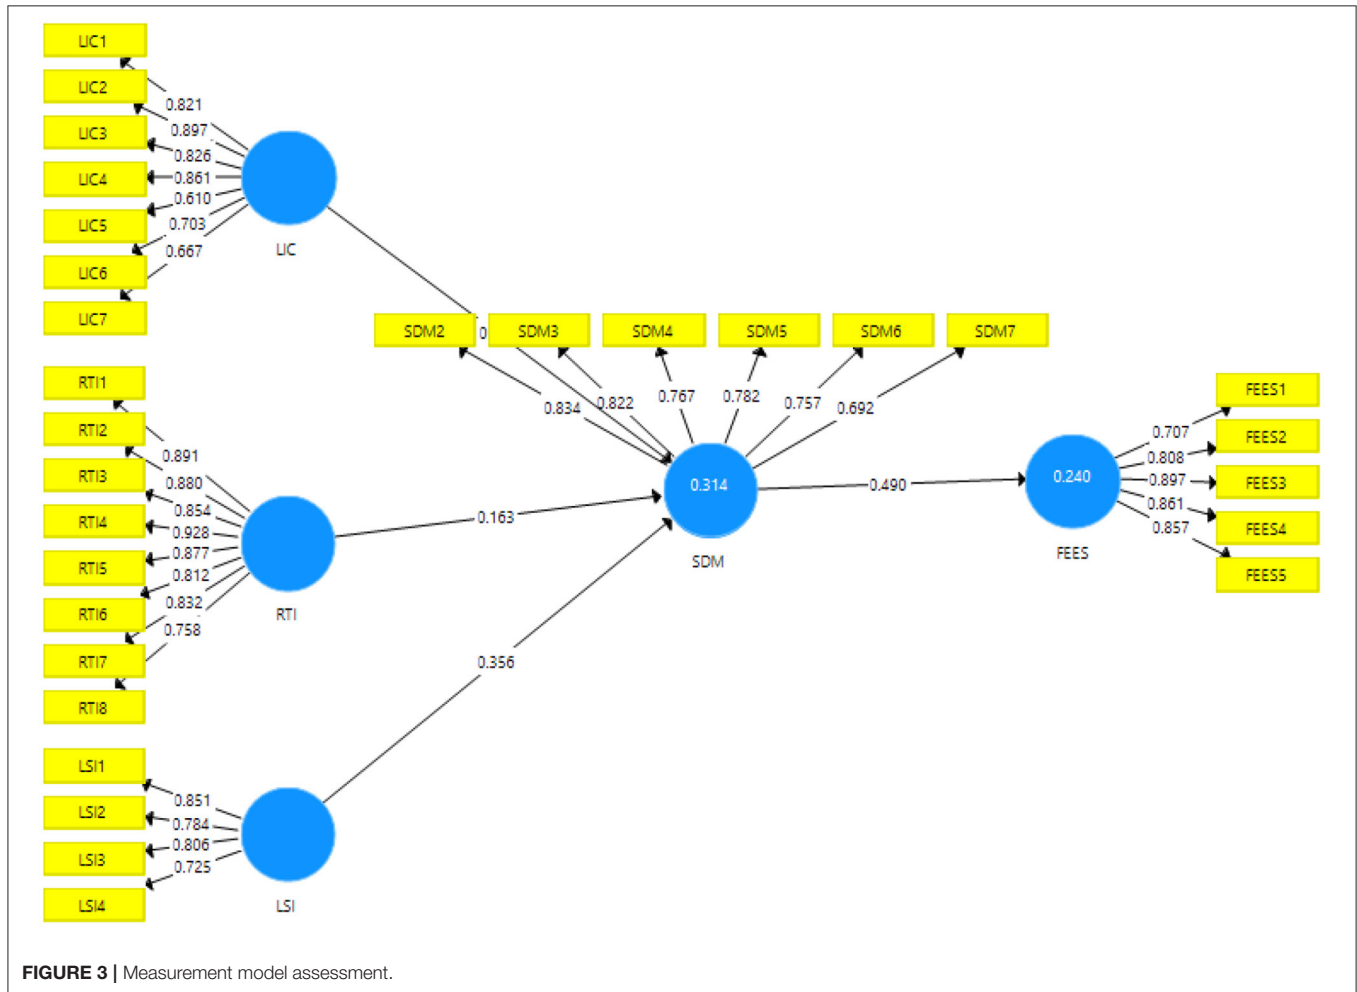 LIC1
LIC2
LIC3
LIC4
LIC5
LIC6
LIC7
0.821
0.897
0.826
0.861
0.610
0.703
0.667
LIC
RTI1
RTI2
RTI3
RTI4
RTI5
RTI6
RTI7
RTI8
0.891
0.880
0.854
0.928
0.877
0.812
0.832
0.758
RTI
LSI1
LSI2
LSI3
LSI4
0.851
0.784
0.806
0.725
LSI
0.163
0.356
SDM2
SDM3
SDM4
SDM5
SDM6
SDM7
0.834
0.822
0.767
0.782
0.757
0.692
0.314
SDM
0.490
0.240
FEES
0.707
0.808
0.897
0.861
0.857
FEES1
FEES2
FEES3
FEES4
FEES5
FIGURE 3 | Measurement model assessment.